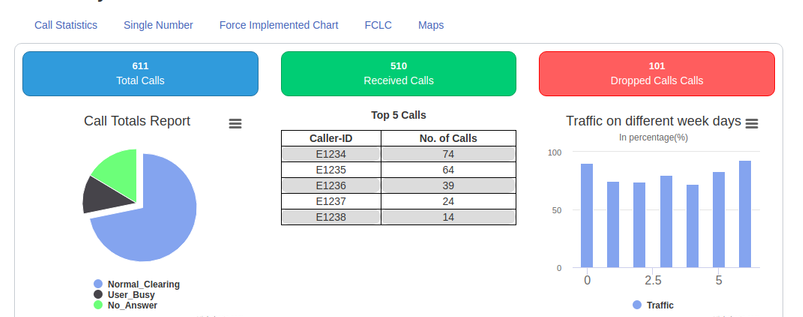 Call Statistics Single Number Force Implemented Chart FCLC Maps
611
Total Calls
510
Received Calls
101
Dropped Calls Calls
Call Totals Report
Normal_Clearing
User_Busy
No_Answer
Top 5 Calls
Caller-ID No. of Calls
E1234 74
E1235 64
E1236 39
E1237 24
E1238 14
Traffic on different week days
In percentage(%)
100
50
0
0 2.5 5
Traffic